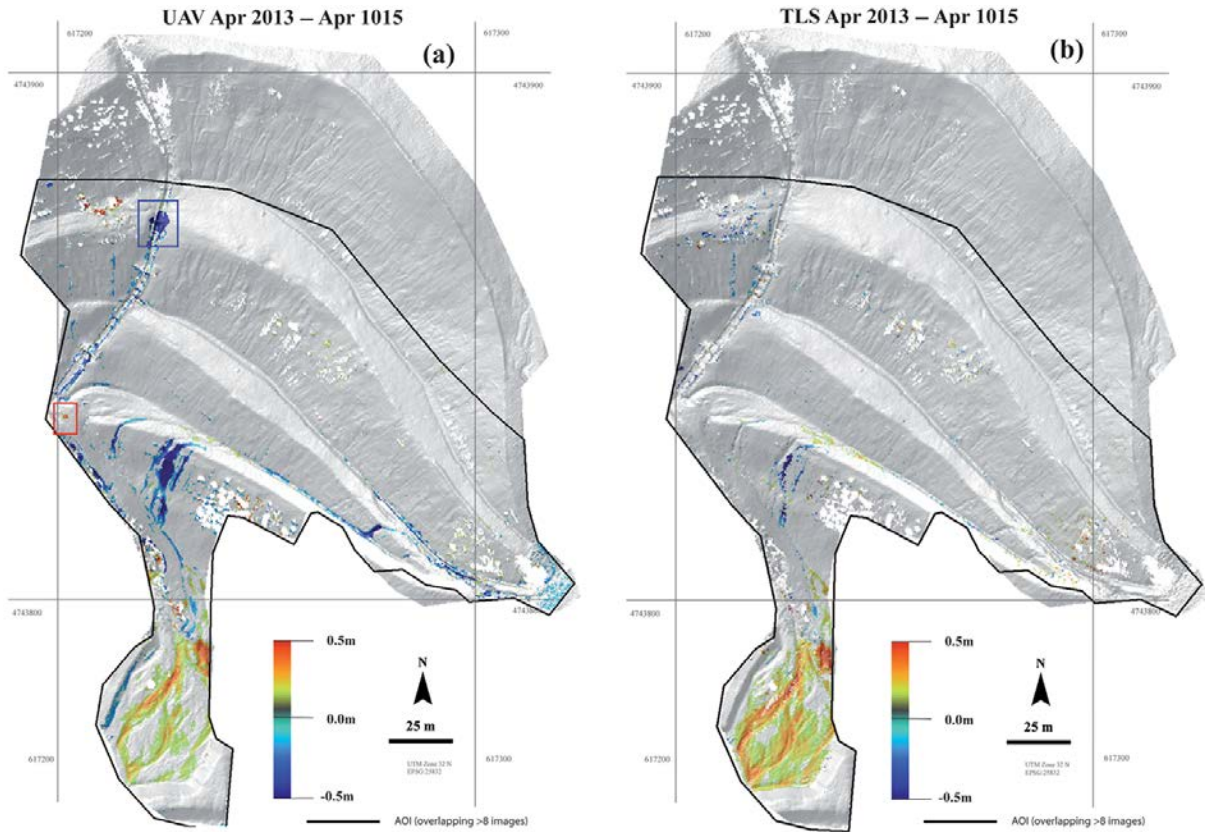 UAV Apr 2013 – Apr 1015
TLS Apr 2013 – Apr 1015
617200
617300
617200
617300
(a)
(b)
4743900
4743900
4743900
4743900
4743800
4743800
4743800
4743800
0.5m
0.0m
-0.5m
N
25 m
UTM Zone 32 N
EPSG:25832
617200
617300
AOI (overlapping >8 images)
0.5m
0.0m
-0.5m
N
25 m
UTM Zone 32 N
EPSG:25832
617200
617300
AOI (overlapping >8 images)